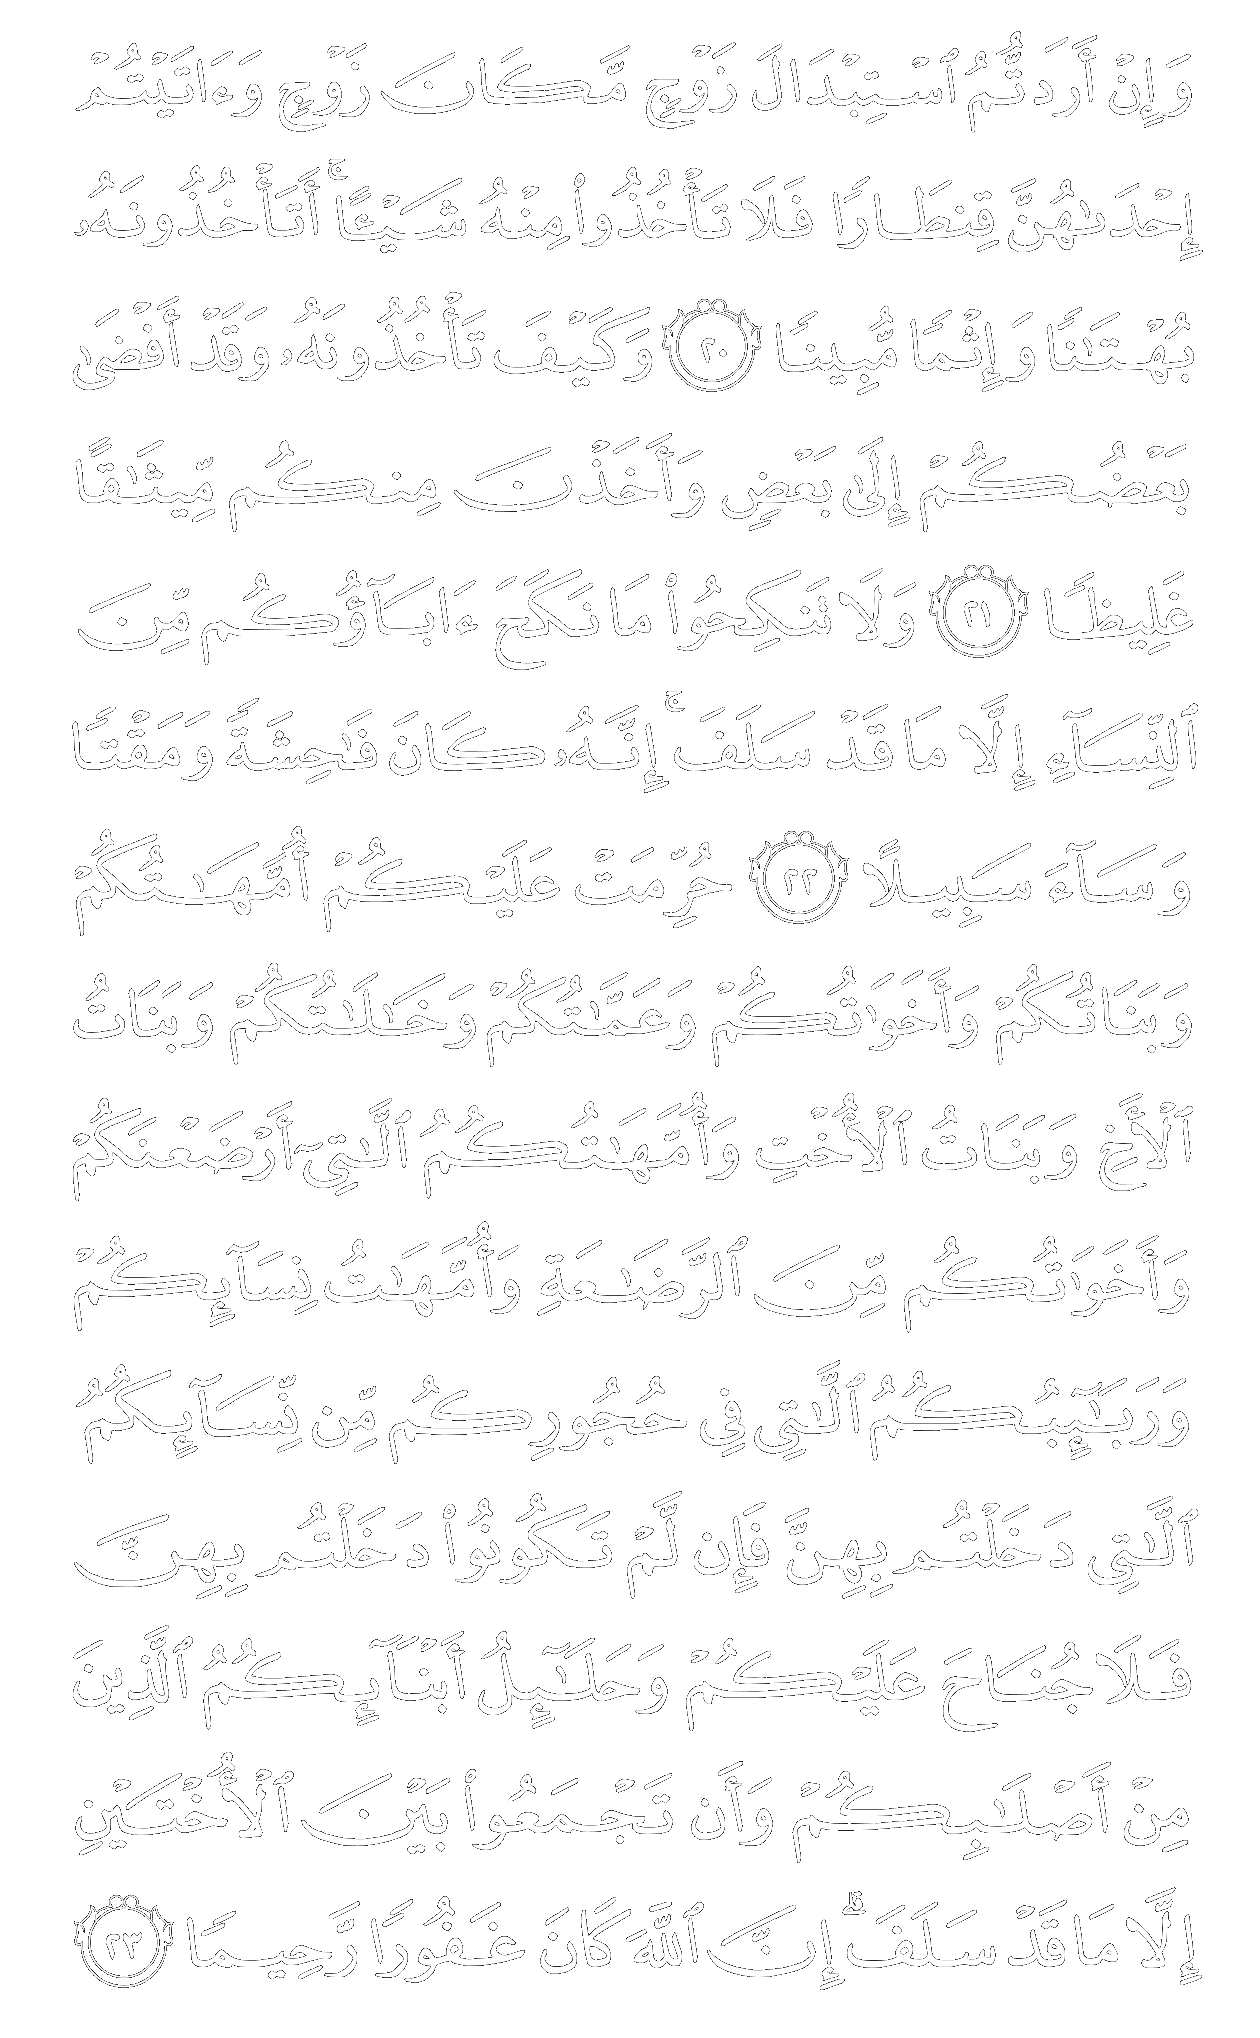 وَإِنْ أَرَدتُّمُ ٱسْتِبْدَالَ زَوْجٍ مَّكَانَ زَوْجٍ وَءَاتَيْتُمْ
إِحْدَىٰهُنَّ قِنطَارًا فَلَا تَأْخُذُوا۟ مِنْهُ شَيْـًٔا ۚ أَتَأْخُذُونَهُۥ
بُهْتَـٰنًا وَإِثْمًا مُّبِينًا ٢٠ وَكَيْفَ تَأْخُذُونَهُۥ وَقَدْ أَفْضَىٰ
بَعْضُكُمْ إِلَىٰ بَعْضٍ وَأَخَذْنَ مِنكُم مِّيثَـٰقًا
غَلِيظًا ٢١ وَلَا تَنكِحُوا۟ مَا نَكَحَ ءَابَآؤُكُم مِّنَ
ٱلنِّسَآءِ إِلَّا مَا قَدْ سَلَفَ ۚ إِنَّهُۥ كَانَ فَـٰحِشَةً وَمَقْتًا
وَسَآءَ سَبِيلًا ٢٢ حُرِّمَتْ عَلَيْكُمْ أُمَّهَـٰتُكُمْ
وَبَنَاتُكُمْ وَأَخَوَٰتُكُمْ وَعَمَّـٰتُكُمْ وَخَـٰلَـٰتُكُمْ وَبَنَاتُ
ٱلْأَخِ وَبَنَاتُ ٱلْأُخْتِ وَأُمَّهَـٰتُكُمُ ٱلَّـٰتِىٓ أَرْضَعْنَكُمْ
وَأَخَوَٰتُكُم مِّنَ ٱلرَّضَـٰعَةِ وَأُمَّهَـٰتُ نِسَآئِكُمْ
وَرَبَـٰٓئِبُكُمُ ٱلَّـٰتِى فِى حُجُورِكُم مِّن نِّسَآئِكُمُ
ٱلَّـٰتِى دَخَلْتُم بِهِنَّ فَإِن لَّمْ تَكُونُوا۟ دَخَلْتُم بِهِنَّ
فَلَا جُنَاحَ عَلَيْكُمْ وَحَلَـٰٓئِلُ أَبْنَآئِكُمُ ٱلَّذِينَ
مِنْ أَصْلَـٰبِكُمْ وَأَن تَجْمَعُوا۟ بَيْنَ ٱلْأُخْتَيْنِ
إِلَّا مَا قَدْ سَلَفَ ۗ إِنَّ ٱللَّهَ كَانَ غَفُورًا رَّحِيمًا ٢٣